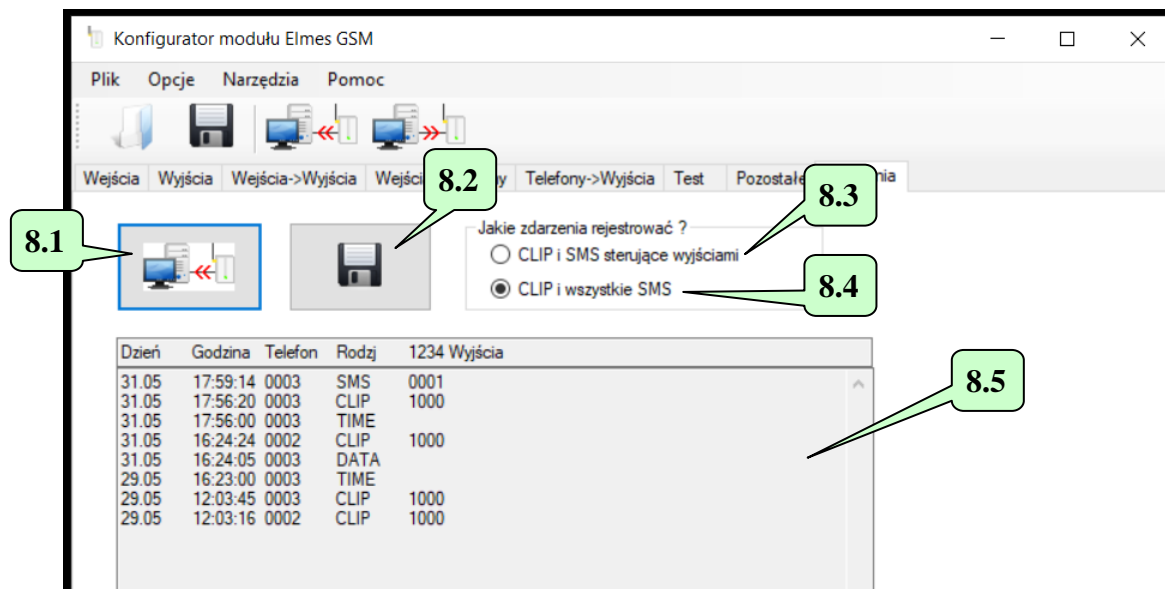 Konfigurator modułu Elmes GSM
Plik Opcje Narzędzia Pomoc
Wejścia Wyjścia Wejścia->Wyjścia Telefony->Wyjścia Test
8.1
8.2
8.3
Jakie zdarzenia rejestrować ?
CLIP i SMS sterujące wyjściami
CLIP i wszystkie SMS
8.4
Dzień Godzina Telefon Rodzj 1234 Wyjścia
31.05 17:59:14 0003 SMS 0001
31.05 17:56:20 0003 CLIP 1000
31.05 17:56:00 0003 TIME
31.05 16:24:24 0002 CLIP 1000
31.05 16:24:05 0003 DATA
29.05 16:23:00 0003 TIME
29.05 12:03:45 0003 CLIP 1000
29.05 12:03:16 0002 CLIP 1000
8.5